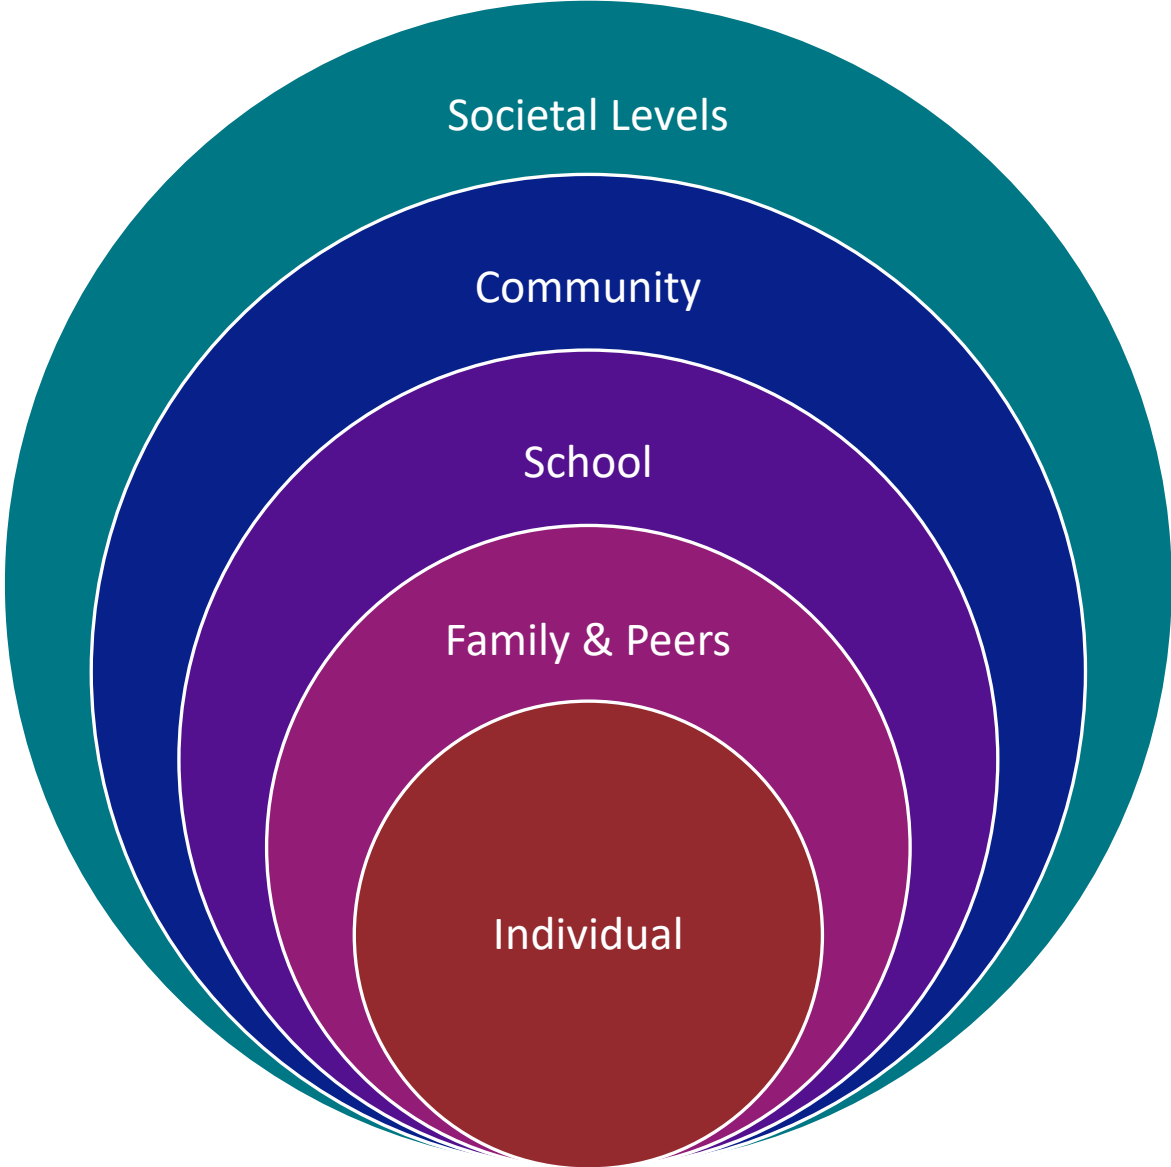 Societal Levels
Community
School
Family & Peers
Individual